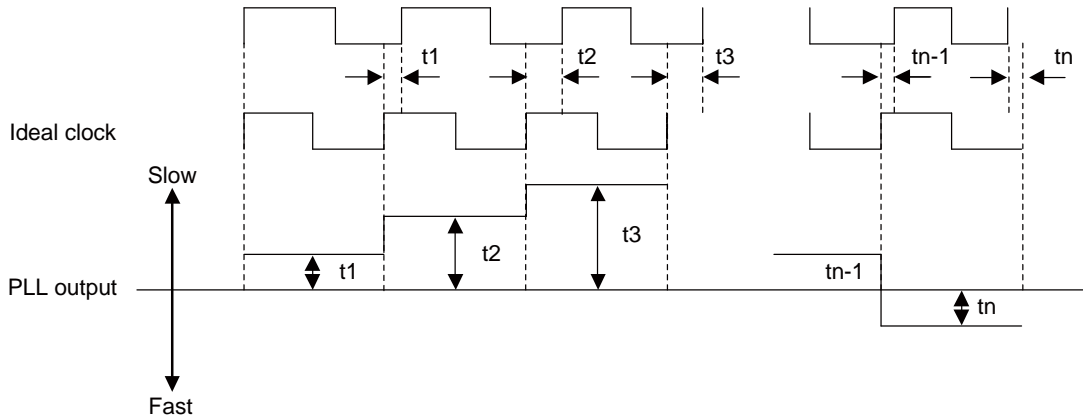 t1 t2 t3 tn-1 tn
Ideal clock
Slow
t1 t2 t3 tn-1 tn
PLL output
Fast